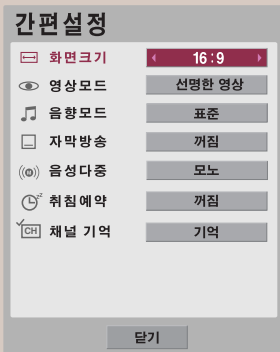 간편설정
화면크기 16:9
영상모드 선명한 영상
음향모드 표준
자막방송 꺼짐
음성다중 모노
취침예약 꺼짐
CH 채널 기억 기억
닫기